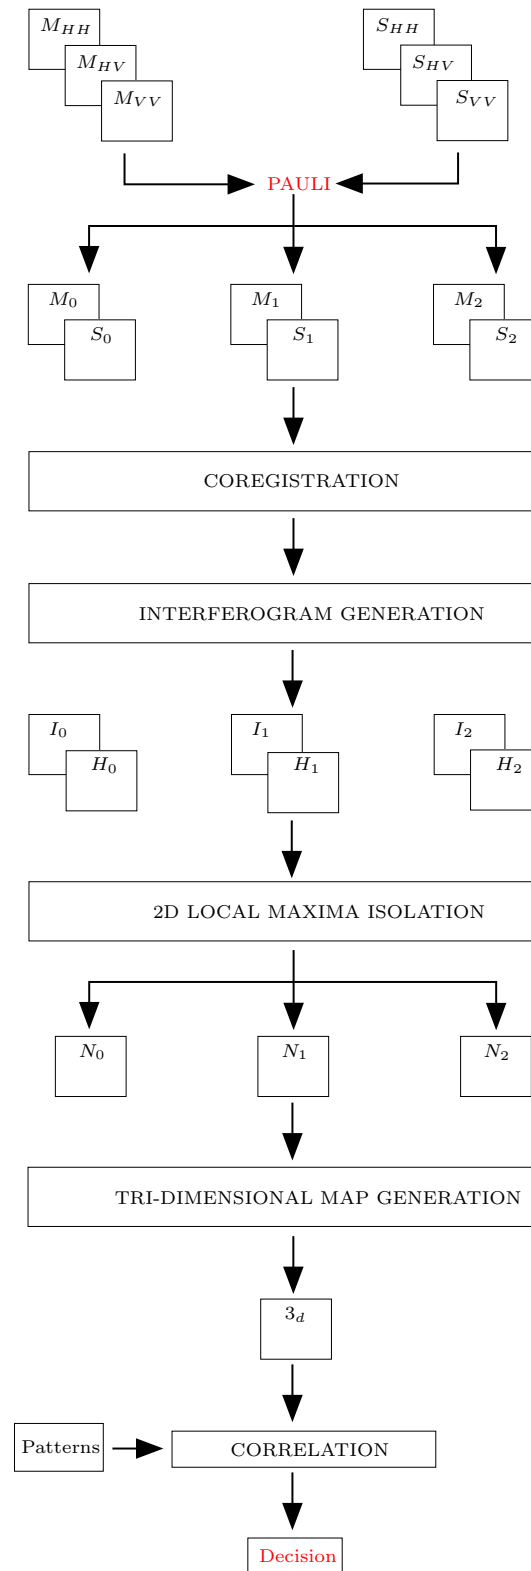 M_{HH}
M_{HV}
M_{VV}
S_{HH}
S_{HV}
S_{VV}
PAULI
M_0
S_0
M_1
S_1
M_2
S_2
COREGISTRATION
INTERFEROGRAM GENERATION
I_0
H_0
I_1
H_1
I_2
H_2
2D LOCAL MAXIMA ISOLATION
N_0
N_1
N_2
TRI-DIMENSIONAL MAP GENERATION
3_d
Patterns
CORRELATION
Decision